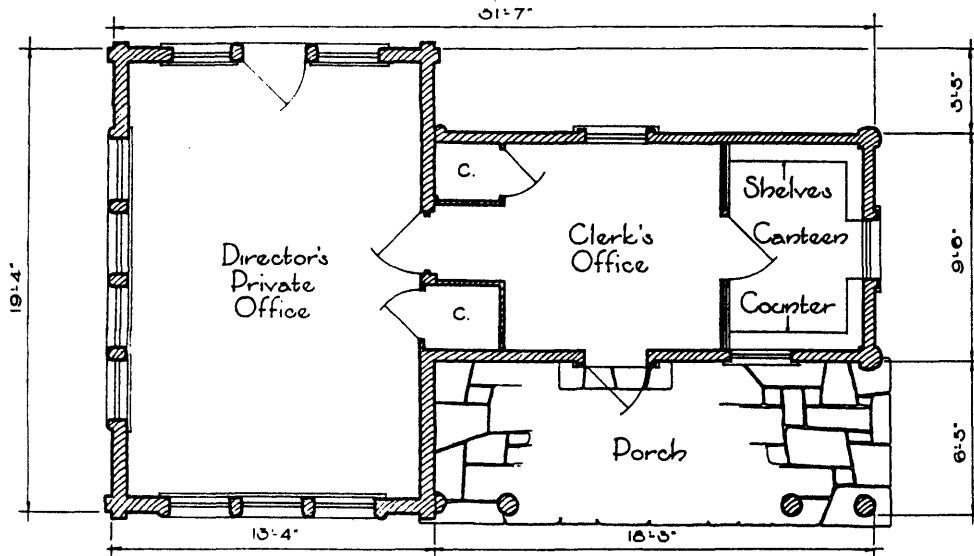 31'-7"
3'-5"
C.
Shelves
Clerk's
Office
Canteen
Director's
Private
Office
19'-4"
9'-6"
C.
Counter
Porch
6'-5"
13'-4"
18'-3"